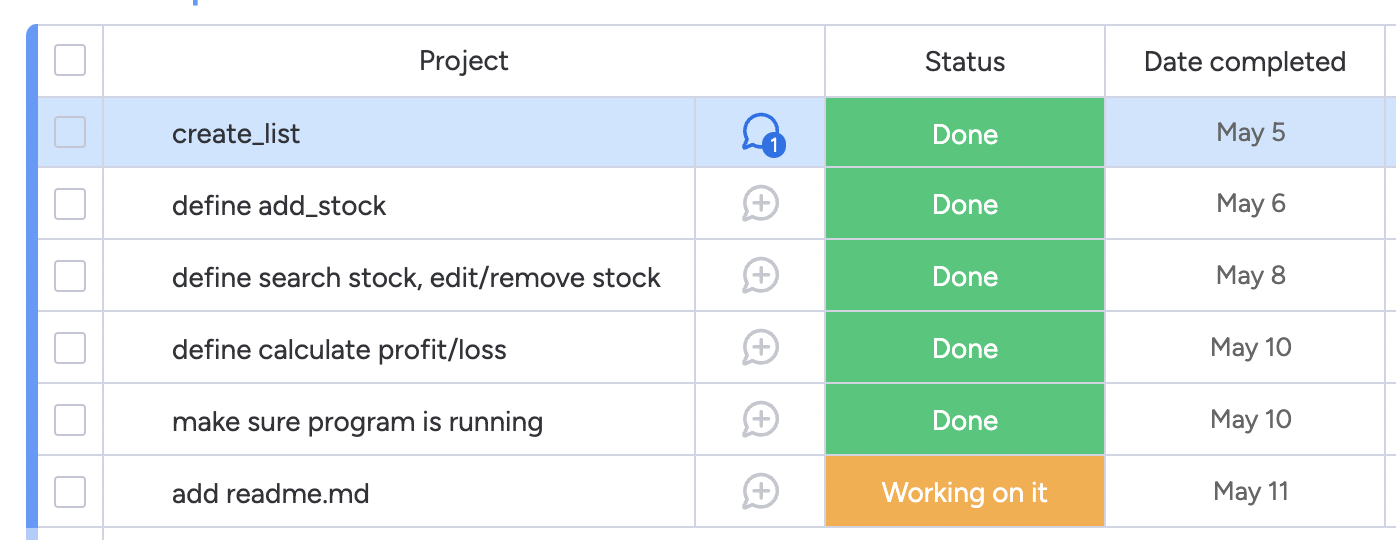 Project Status Date completed
create_list 1 Done May 5
define add_stock Done May 6
define search stock, edit/remove stock Done May 8
define calculate profit/loss Done May 10
make sure program is running Done May 10
add readme.md Working on it May 11